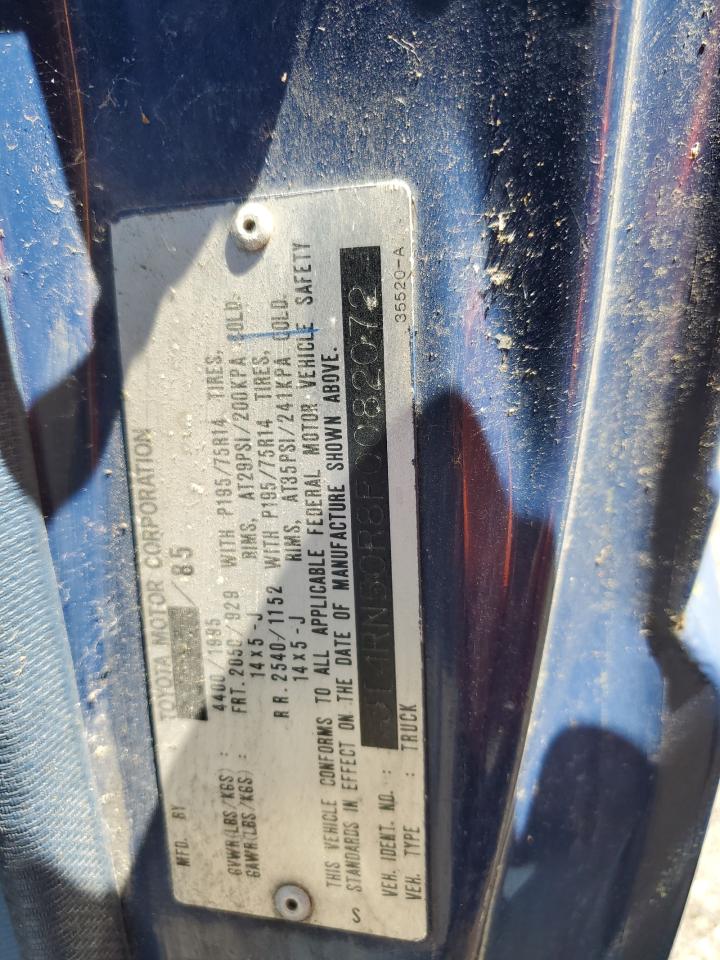 MFD. BY : TOYOTA MOTOR CORPORATION
/85
GVWR(LBS/KGS) : 4400/1995
GAWR(LBS/KGS) : FRT. 2050/929 WITH P195/75R14 TIRES,
14x5-J RIMS, AT29PSI/200KPA COLD.
RR. 2540/1152 WITH P195/75R14 TIRES,
14x5-J RIMS, AT35PSI/241KPA COLD.
THIS VEHICLE CONFORMS TO ALL APPLICABLE FEDERAL MOTOR VEHICLE SAFETY
S STANDARDS IN EFFECT ON THE DATE OF MANUFACTURE SHOWN ABOVE.
VEH. IDENT. NO. :
VEH. TYPE : TRUCK 35520-A